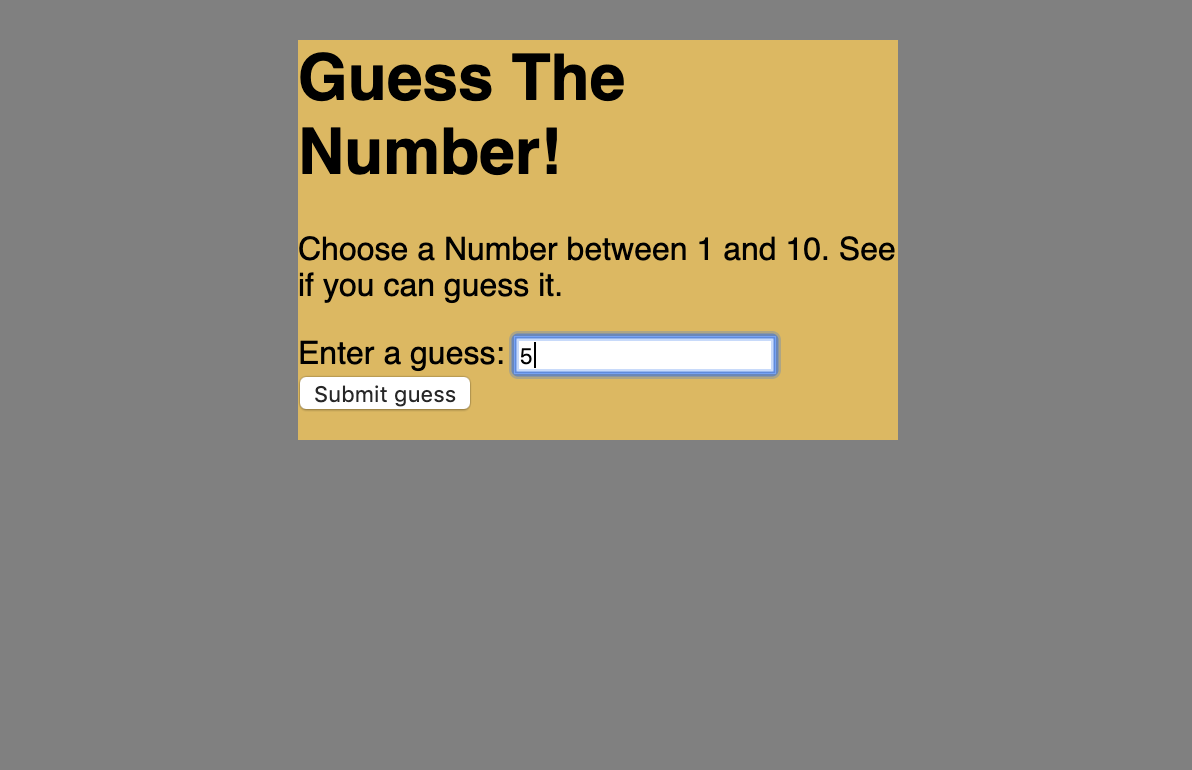 Guess The
Number!
Choose a Number between 1 and 10. See
if you can guess it.
Enter a guess: 5
Submit guess